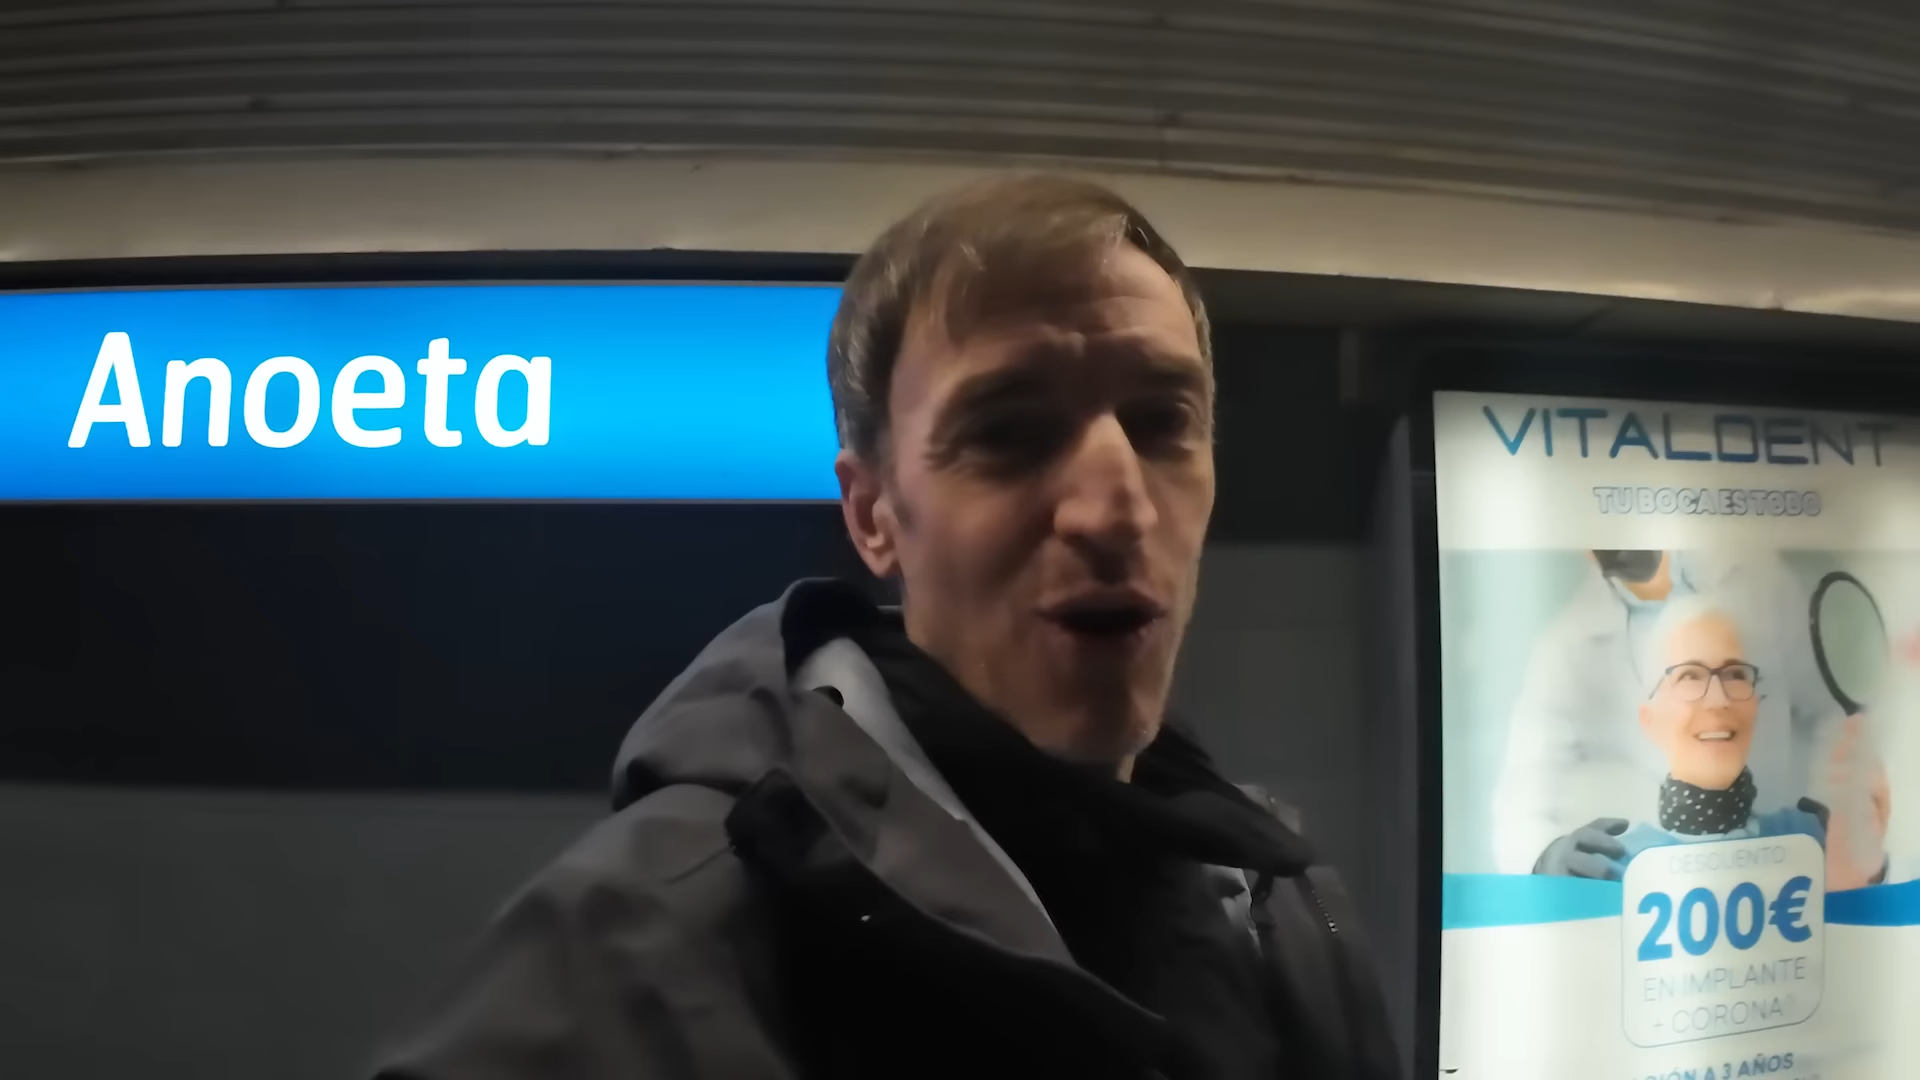 Anoeta
VITALDENT
TU BOCA ES TODO
DESCUENTO
200€
EN IMPLANTE
+ CORONA
A 3 AÑOS